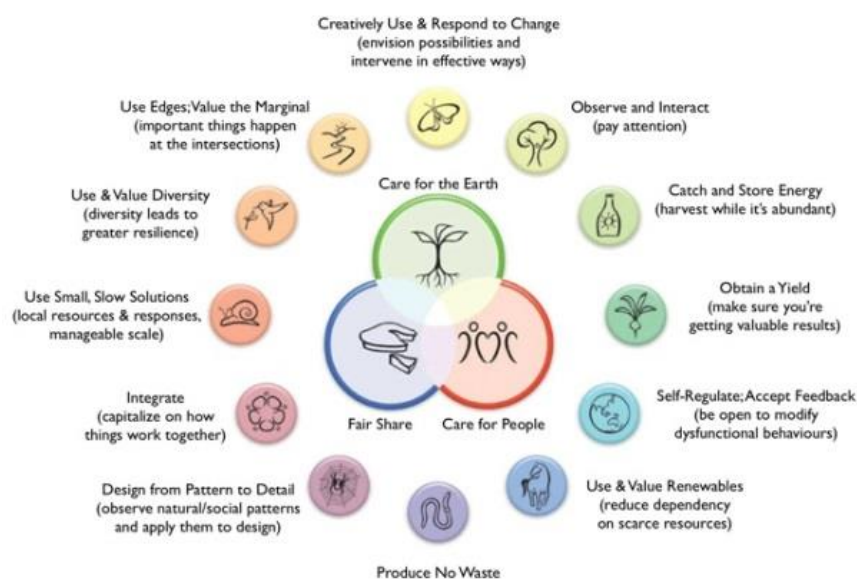 Creatively Use & Respond to Change
(envision possibilities and
intervene in effective ways)
Observe and Interact
(pay attention)
Catch and Store Energy
(harvest while it's abundant)
Obtain a Yield
(make sure you're
getting valuable results)
Self-Regulate; Accept Feedback
(be open to modify
dysfunctional behaviours)
Use & Value Renewables
(reduce dependency
on scarce resources)
Produce No Waste
Design from Pattern to Detail
(observe natural/social patterns
and apply them to design)
Integrate
(capitalize on how
things work together)
Use Small, Slow Solutions
(local resources & responses,
manageable scale)
Use & Value Diversity
(diversity leads to
greater resilience)
Use Edges; Value the Marginal
(important things happen
at the intersections)
Care for the Earth
Fair Share
Care for People